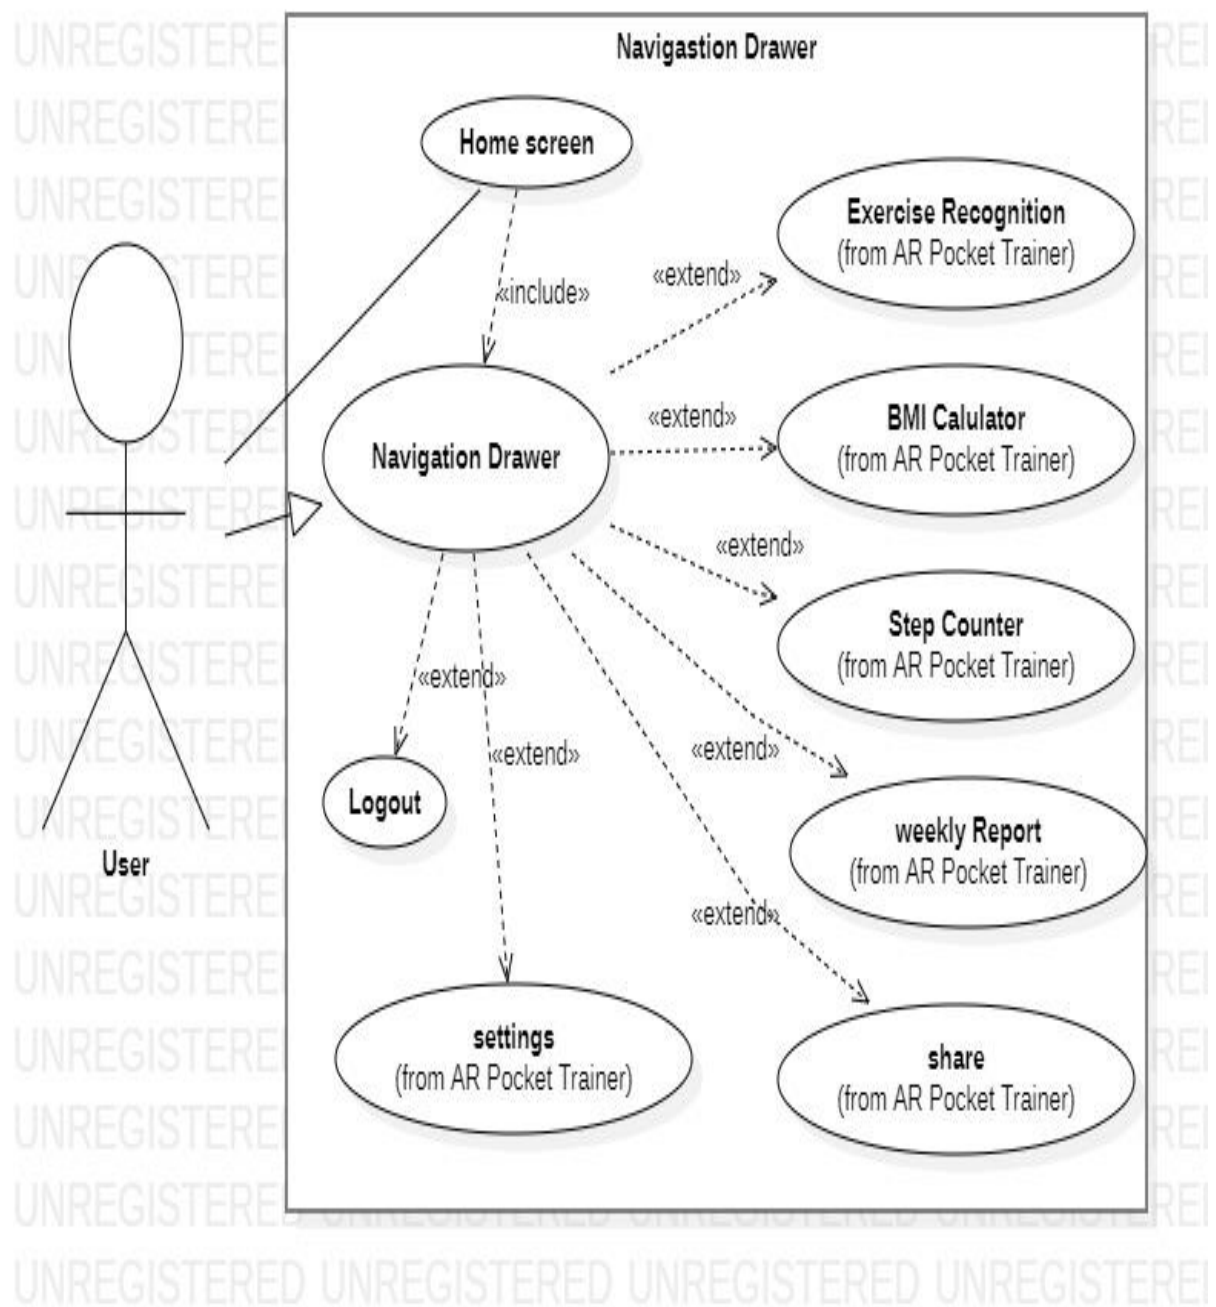 Navigastion Drawer
Home screen
Exercise Recognition
(from AR Pocket Trainer)
«extend»
«include»
BMI Calulator
(from AR Pocket Trainer)
«extend»
Navigation Drawer
«extend»
Step Counter
(from AR Pocket Trainer)
«extend»
«extend»
«extend»
Logout
weekly Report
(from AR Pocket Trainer)
User
«extend»
settings
(from AR Pocket Trainer)
share
(from AR Pocket Trainer)
UNREGISTERED UNREGISTERED UNREGISTERED UNREGISTERED